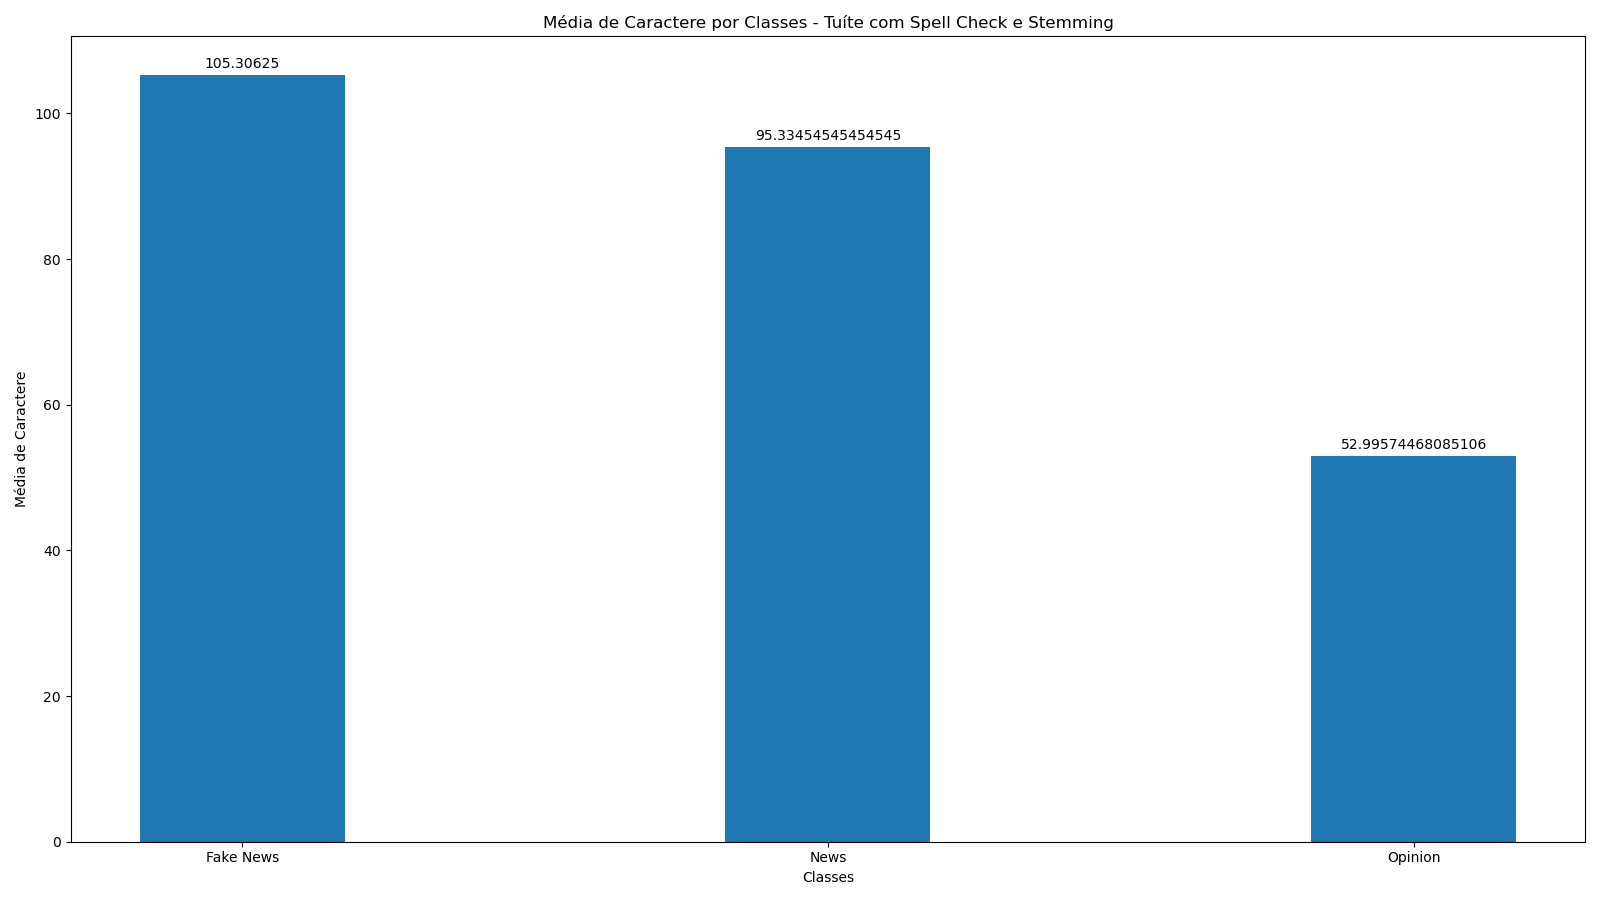 Média de Caractere por Classes - Tuíte com Spell Check e Stemming
105.30625
95.33454545454545
52.99574468085106
100
80
60
40
20
0
Média de Caractere
Fake News
News
Opinion
Classes